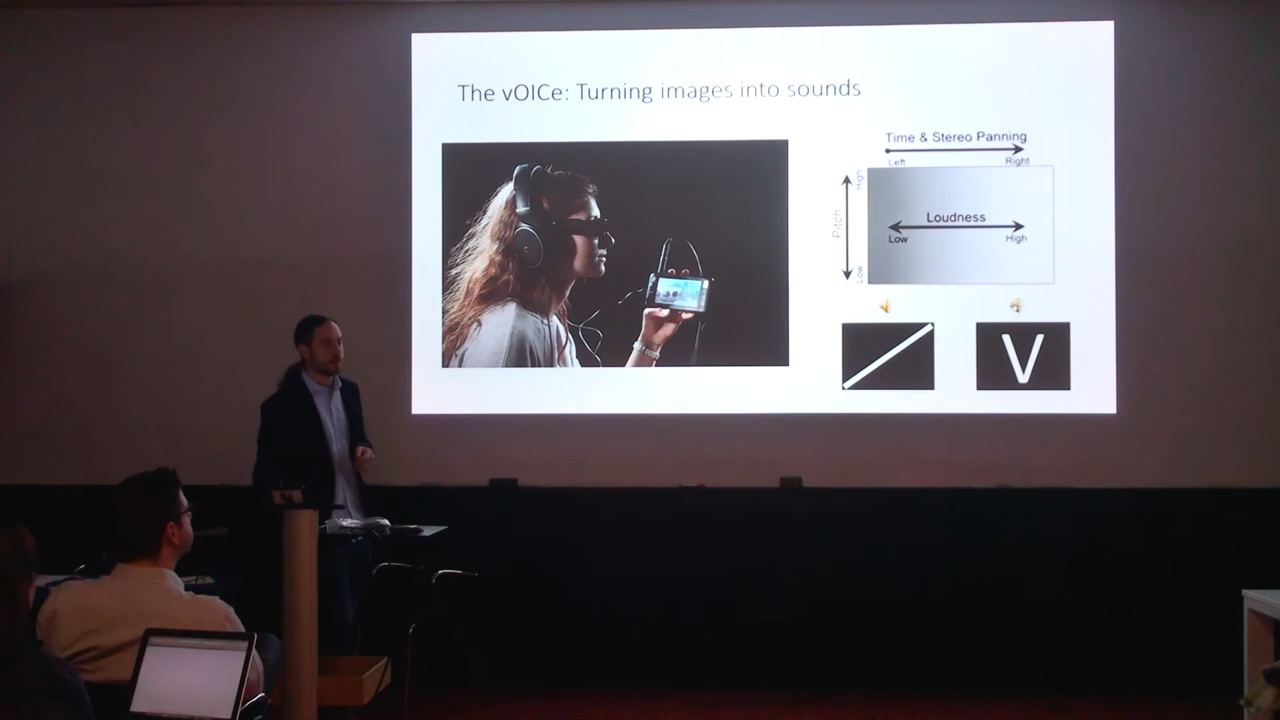 The vOICe: Turning images into sounds
Time & Stereo Panning
Left
Right
High
Pitch
Low
Loudness
Low
High
V